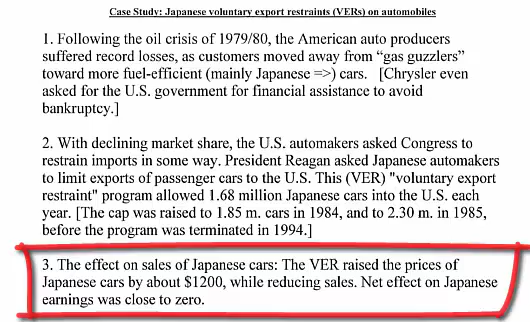 Case Study: Japanese voluntary export restraints (VERs) on automobiles
1. Following the oil crisis of 1979/80, the American auto producers
suffered record losses, as customers moved away from “gas guzzlers”
toward more fuel-efficient (mainly Japanese =>) cars. [Chrysler even
asked for the U.S. government for financial assistance to avoid
bankruptcy.]
2. With declining market share, the U.S. automakers asked Congress to
restrain imports in some way. President Reagan asked Japanese automakers
to limit exports of passenger cars to the U.S. This (VER) "voluntary export
restraint" program allowed 1.68 million Japanese cars into the U.S. each
year. [The cap was raised to 1.85 m. cars in 1984, and to 2.30 m. in 1985,
before the program was terminated in 1994.]
3. The effect on sales of Japanese cars: The VER raised the prices of
Japanese cars by about $1200, while reducing sales. Net effect on Japanese
earnings was close to zero.